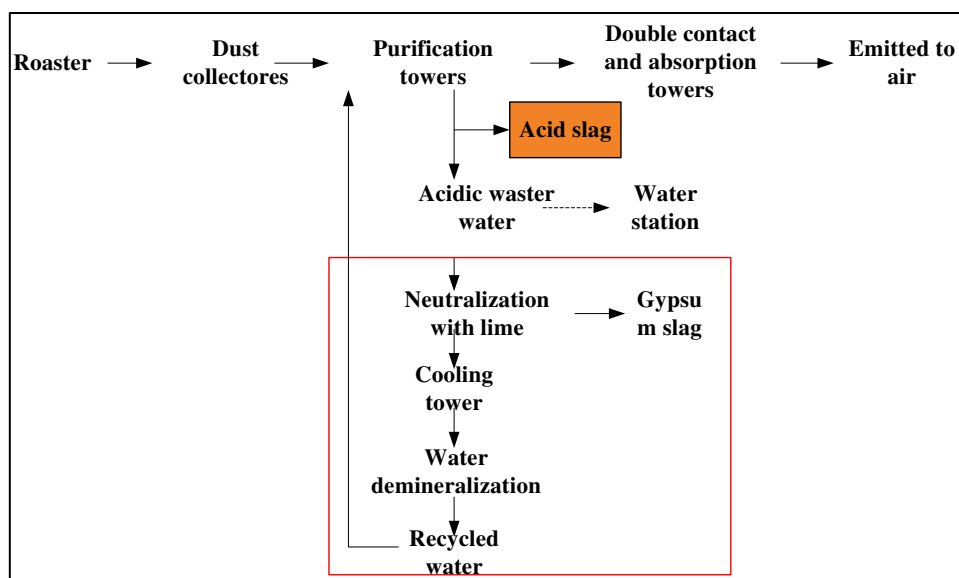 Roaster
Dust
collectores
Purification
towers
Double contact
and absorption
towers
Emitted to
air
Acid slag
Acidic waster
water
Water
station
Neutralization
with lime
Gypsu
m slag
Cooling
tower
Water
demineralization
Recycled
water